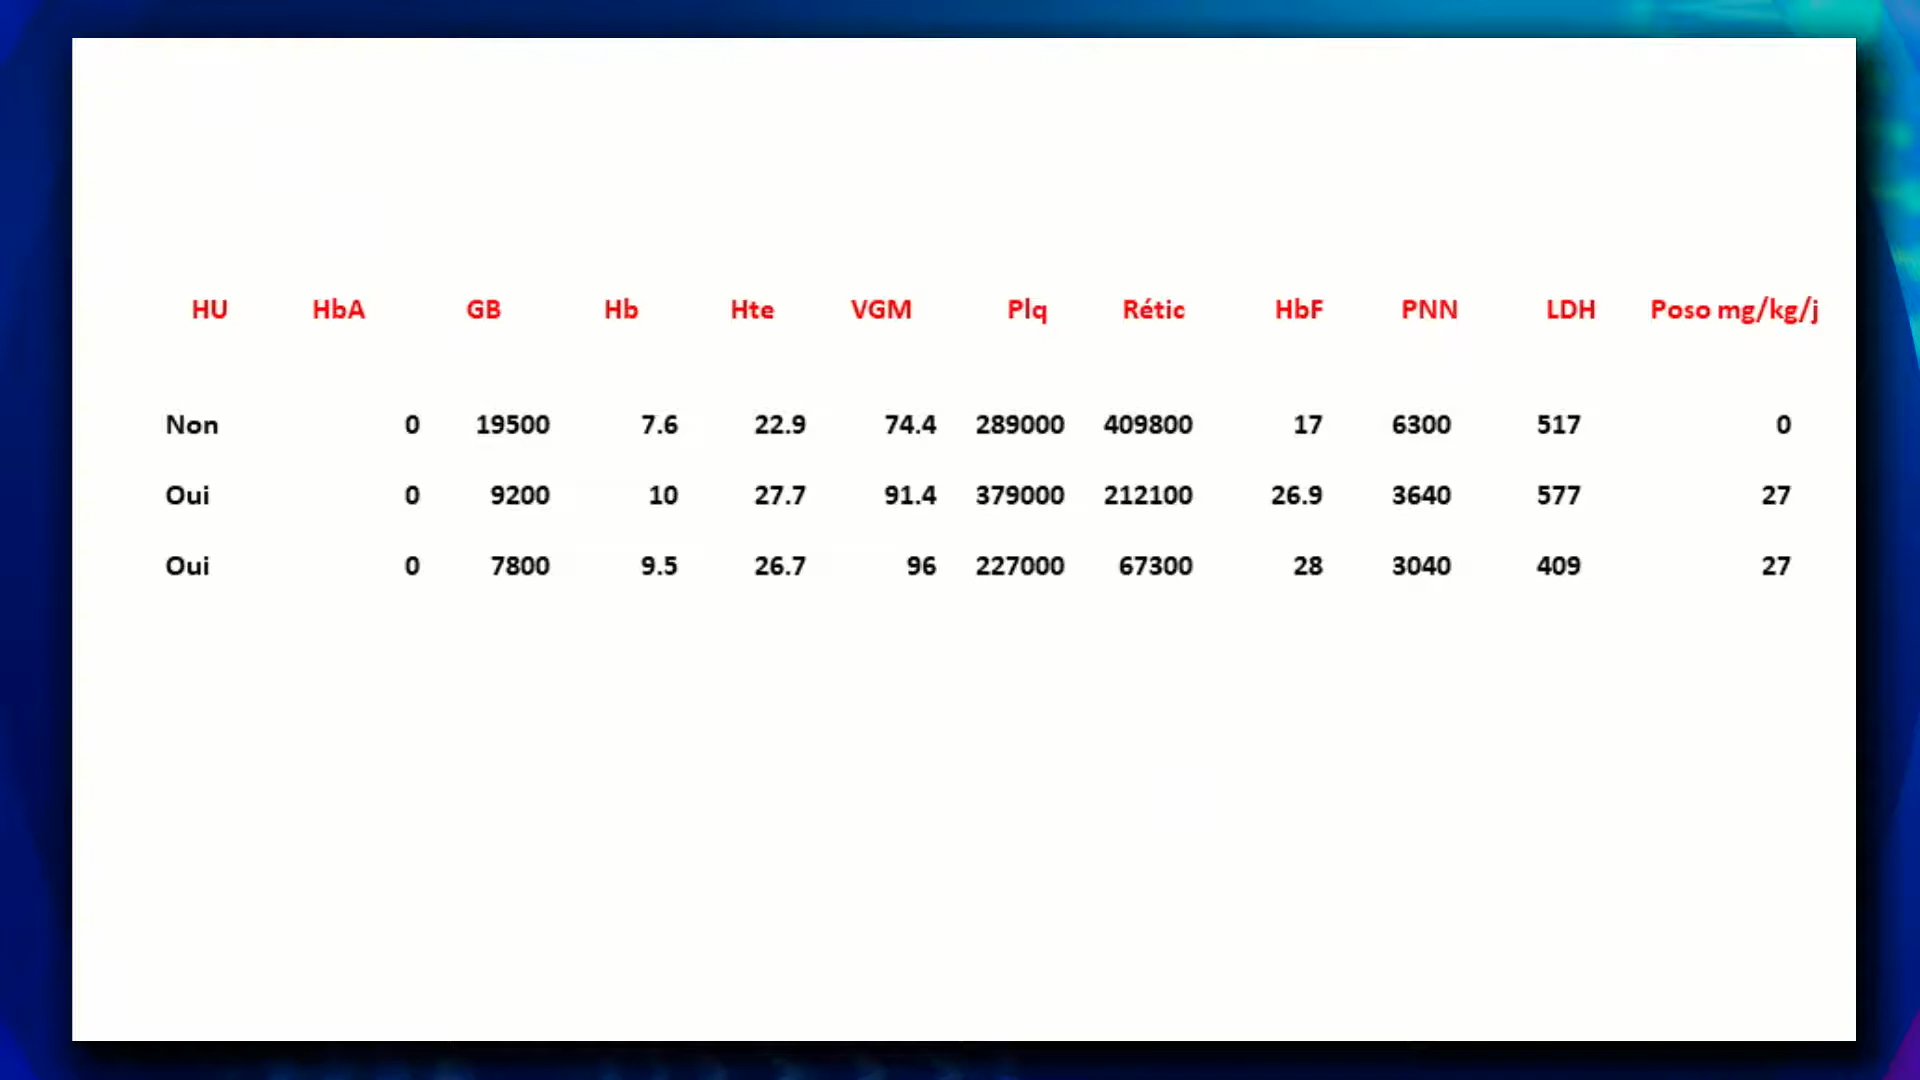 HU HbA GB Hb Hte VGM Plq Rétic HbF PNN LDH Poso mg/kg/j
Non 0 19500 7.6 22.9 74.4 289000 409800 17 6300 517 0
Oui 0 9200 10 27.7 91.4 379000 212100 26.9 3640 577 27
Oui 0 7800 9.5 26.7 96 227000 67300 28 3040 409 27